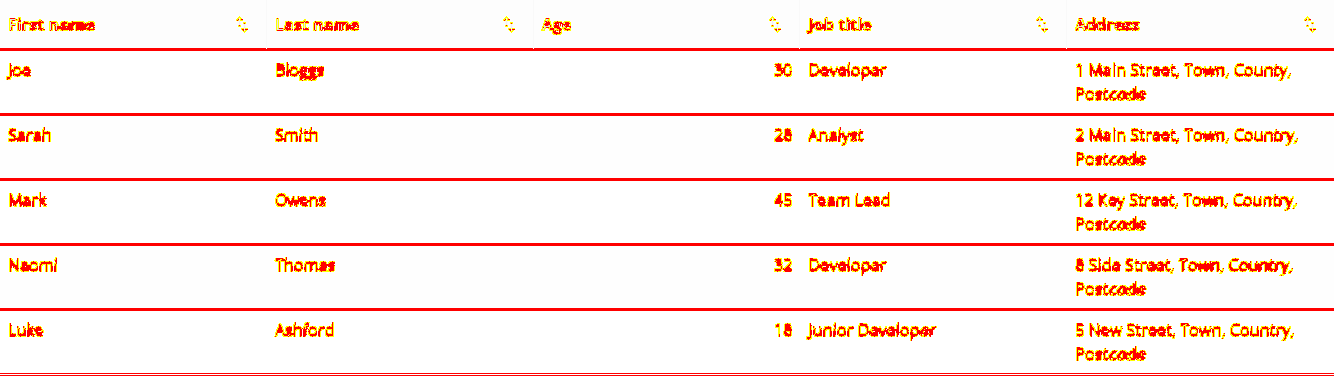 First name Last name Age Job title Address
Joe Bloggs 30 Developer 1 Main Street, Town, County,
Postcode
Sarah Smith 28 Analyst 2 Main Street, Town, Country,
Postcode
Mark Owens 45 Team Lead 12 Key Street, Town, Country,
Postcode
Naomi Thomas 32 Developer 8 Side Street, Town, Country,
Postcode
Luke Ashford 18 Junior Developer 5 New Street, Town, Country,
Postcode